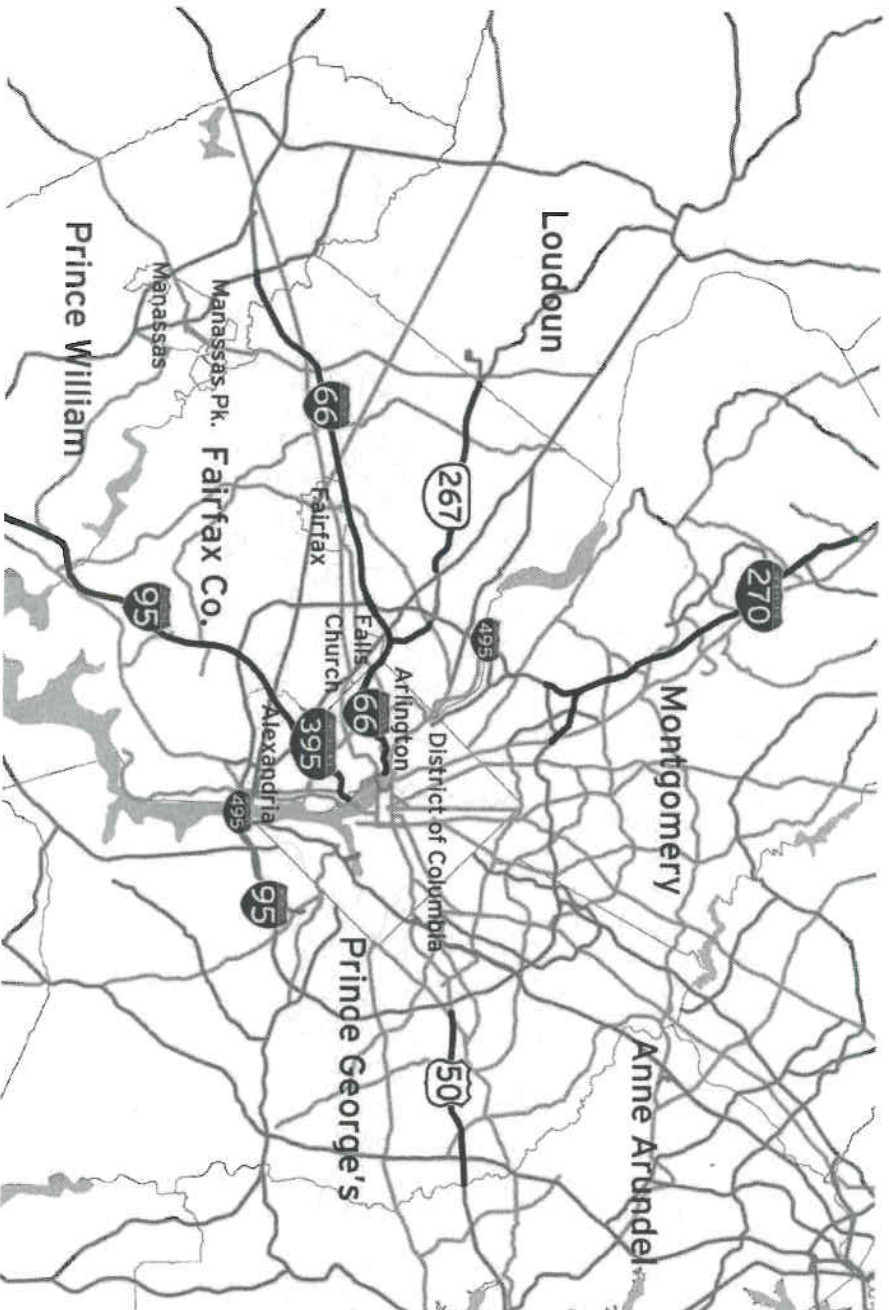 270
Montgomery
Anne Arundel
Loudoun
495
267
50
District of Columbia
Arlington
Falls
Church
66
Prince George's
66
Fairfax
395
Alexandria
95
495
Manassas Pk.
Fairfax Co.
Manassas
95
Prince William